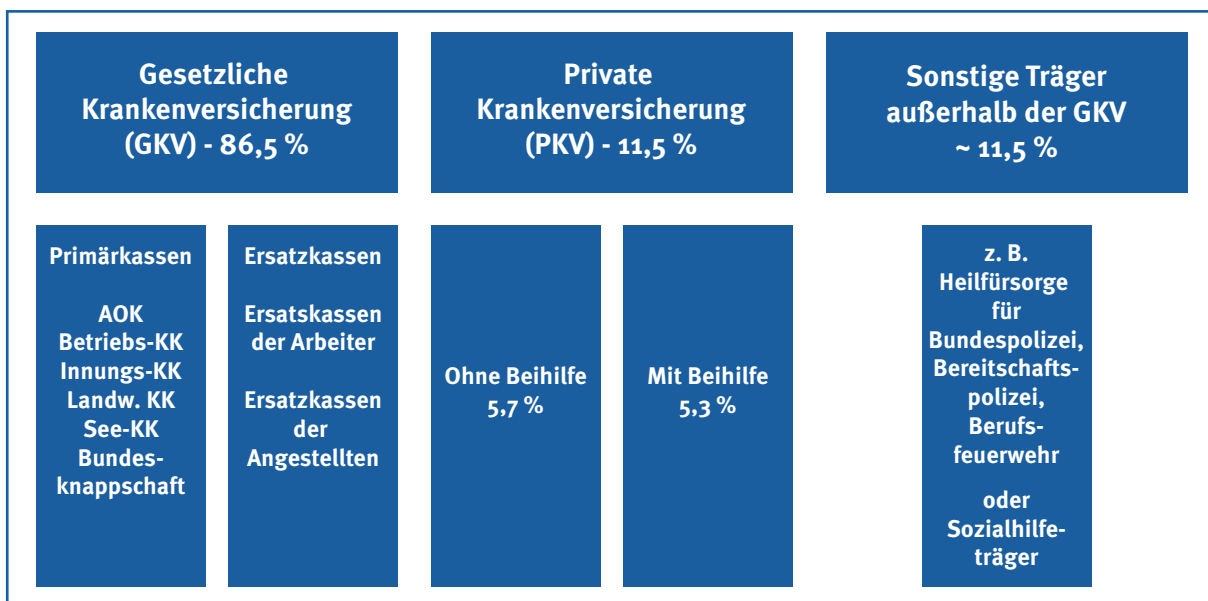 Gesetzliche
Krankenversicherung
(GKV) - 86,5 %
Private
Krankenversicherung
(PKV) - 11,5 %
Sonstige Träger
außerhalb der GKV
~ 11,5 %
Primärkassen
AOK
Betriebs-KK
Innungs-KK
Landw. KK
See-KK
Bundes-
knappschaft
Ersatzkassen
Ersatskassen
der Arbeiter
Ersatzkassen
der
Angestellten
Ohne Beihilfe
5,7 %
Mit Beihilfe
5,3 %
z. B.
Heilfürsorge
für
Bundespolizei,
Bereitschafts-
polizei,
Berufs-
feuerwehr
oder
Sozialhilfe-
träger